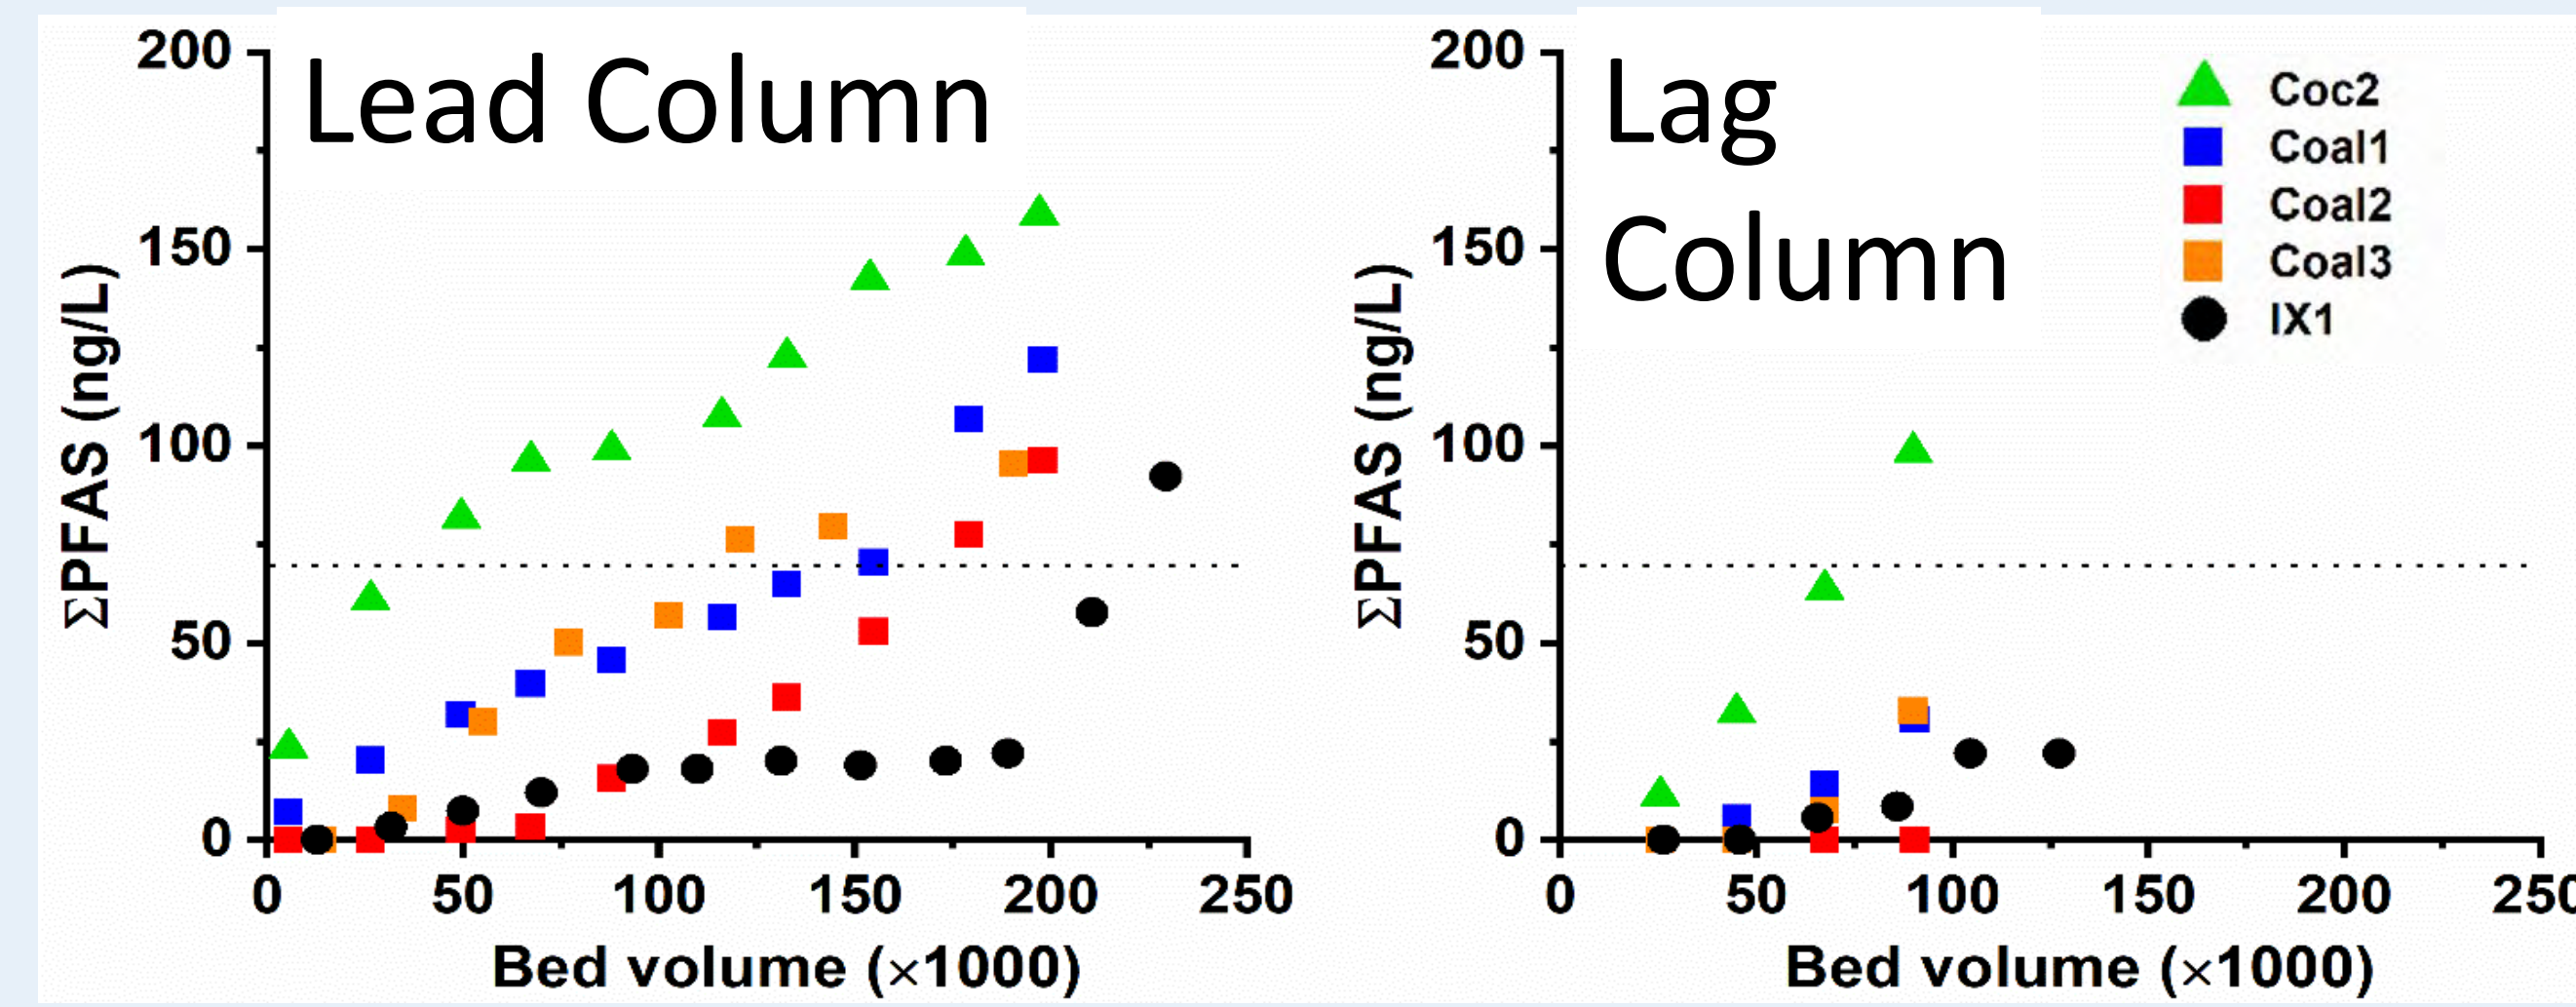 Lead Column
200
150
100
50
0
ΣPFAS (ng/L)
0 50 100 150 200 250
Bed volume (×1000)
Lag
Column
200
150
100
50
0
ΣPFAS (ng/L)
0 50 100 150 200 250
Bed volume (×1000)
Coc2
Coal1
Coal2
Coal3
IX1